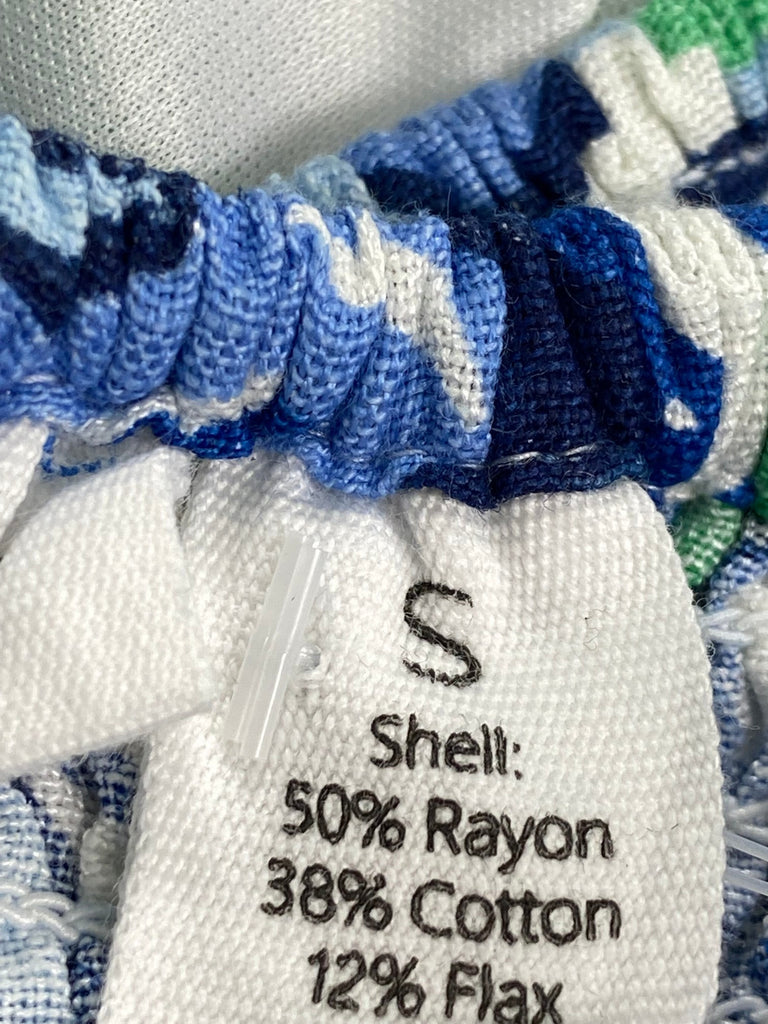 S
Shell:
50% Rayon
38% Cotton
12% Flax